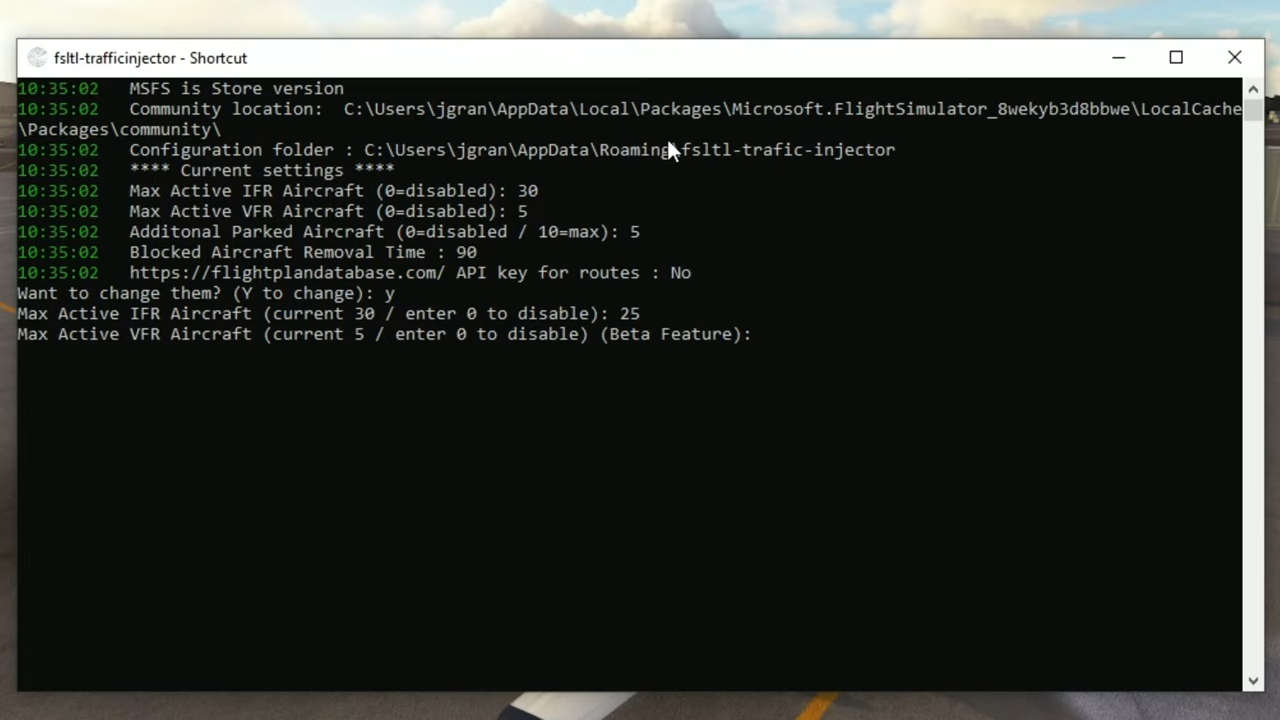 fsltl-trafficinjector - Shortcut
10:35:02 MSFS is Store version
10:35:02 Community location: C:\Users\jgran\AppData\Local\Packages\Microsoft.FlightSimulator_8wekyb3d8bbwe\LocalCache
\Packages\community\
10:35:02 Configuration folder : C:\Users\jgran\AppData\Roaming\fsltl-trafic-injector
10:35:02 **** Current settings ****
10:35:02 Max Active IFR Aircraft (0=disabled): 30
10:35:02 Max Active VFR Aircraft (0=disabled): 5
10:35:02 Additonal Parked Aircraft (0=disabled / 10=max): 5
10:35:02 Blocked Aircraft Removal Time : 90
10:35:02 https://flightplandatabase.com/ API key for routes : No
Want to change them? (Y to change): y
Max Active IFR Aircraft (current 30 / enter 0 to disable): 25
Max Active VFR Aircraft (current 5 / enter 0 to disable) (Beta Feature):